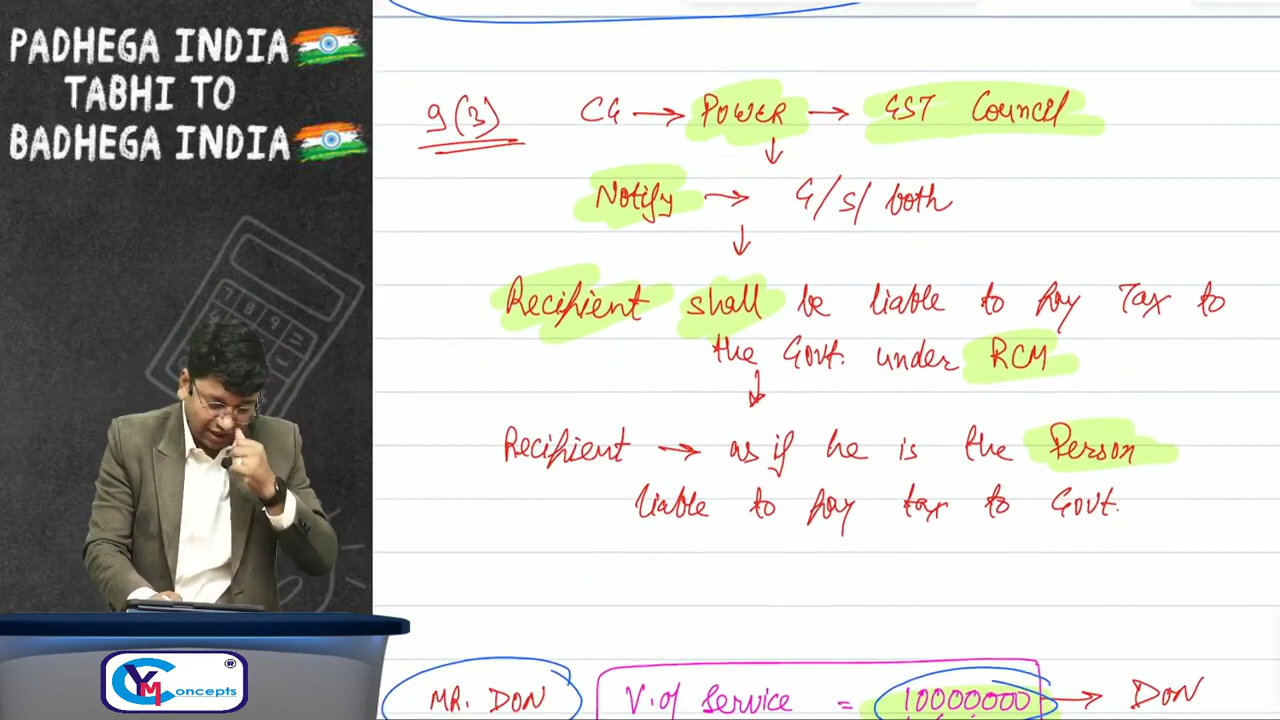 PADHEGA INDIA
TABHI TO
BADHEGA INDIA
9(3) CG → POWER → GST Council
Notify → G/S/both
Recipient shall be liable to pay Tax to
the Govt. under RCM
Recipient → as if he is the Person
liable to pay tax to Govt.
MR. DON V. of Service = 10000000 → DON
YM Concepts ®